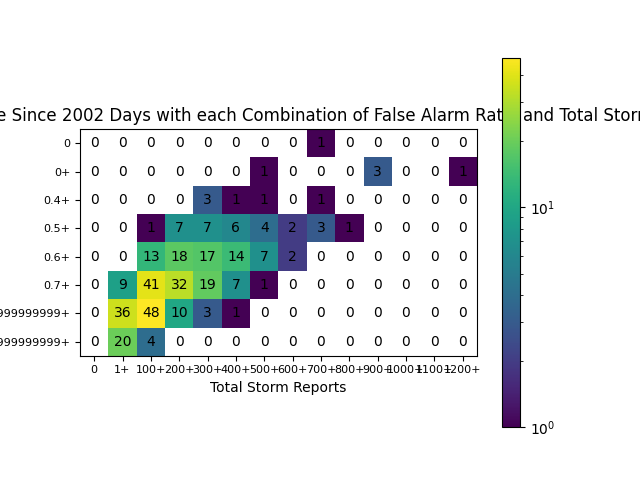 e Since 2002 Days with each Combination of False Alarm Rate and Total Storm
0 0 0 0 0 0 0 0 0 1 0 0 0 0 0
0+ 0 0 0 0 0 0 1 0 0 0 3 0 0 1
0.4+ 0 0 0 0 3 1 1 0 1 0 0 0 0 0
0.5+ 0 0 1 7 7 6 4 2 3 1 0 0 0 0
0.6+ 0 0 13 18 17 14 7 2 0 0 0 0 0 0
0.7+ 0 9 41 32 19 7 1 0 0 0 0 0 0 0
999999999+ 0 36 48 10 3 1 0 0 0 0 0 0 0 0
999999999+ 0 20 4 0 0 0 0 0 0 0 0 0 0 0
0 1+ 100+ 200+ 300+ 400+ 500+ 600+ 700+ 800+ 900+ 1000+ 1100+ 1200+
Total Storm Reports
10¹
10⁰